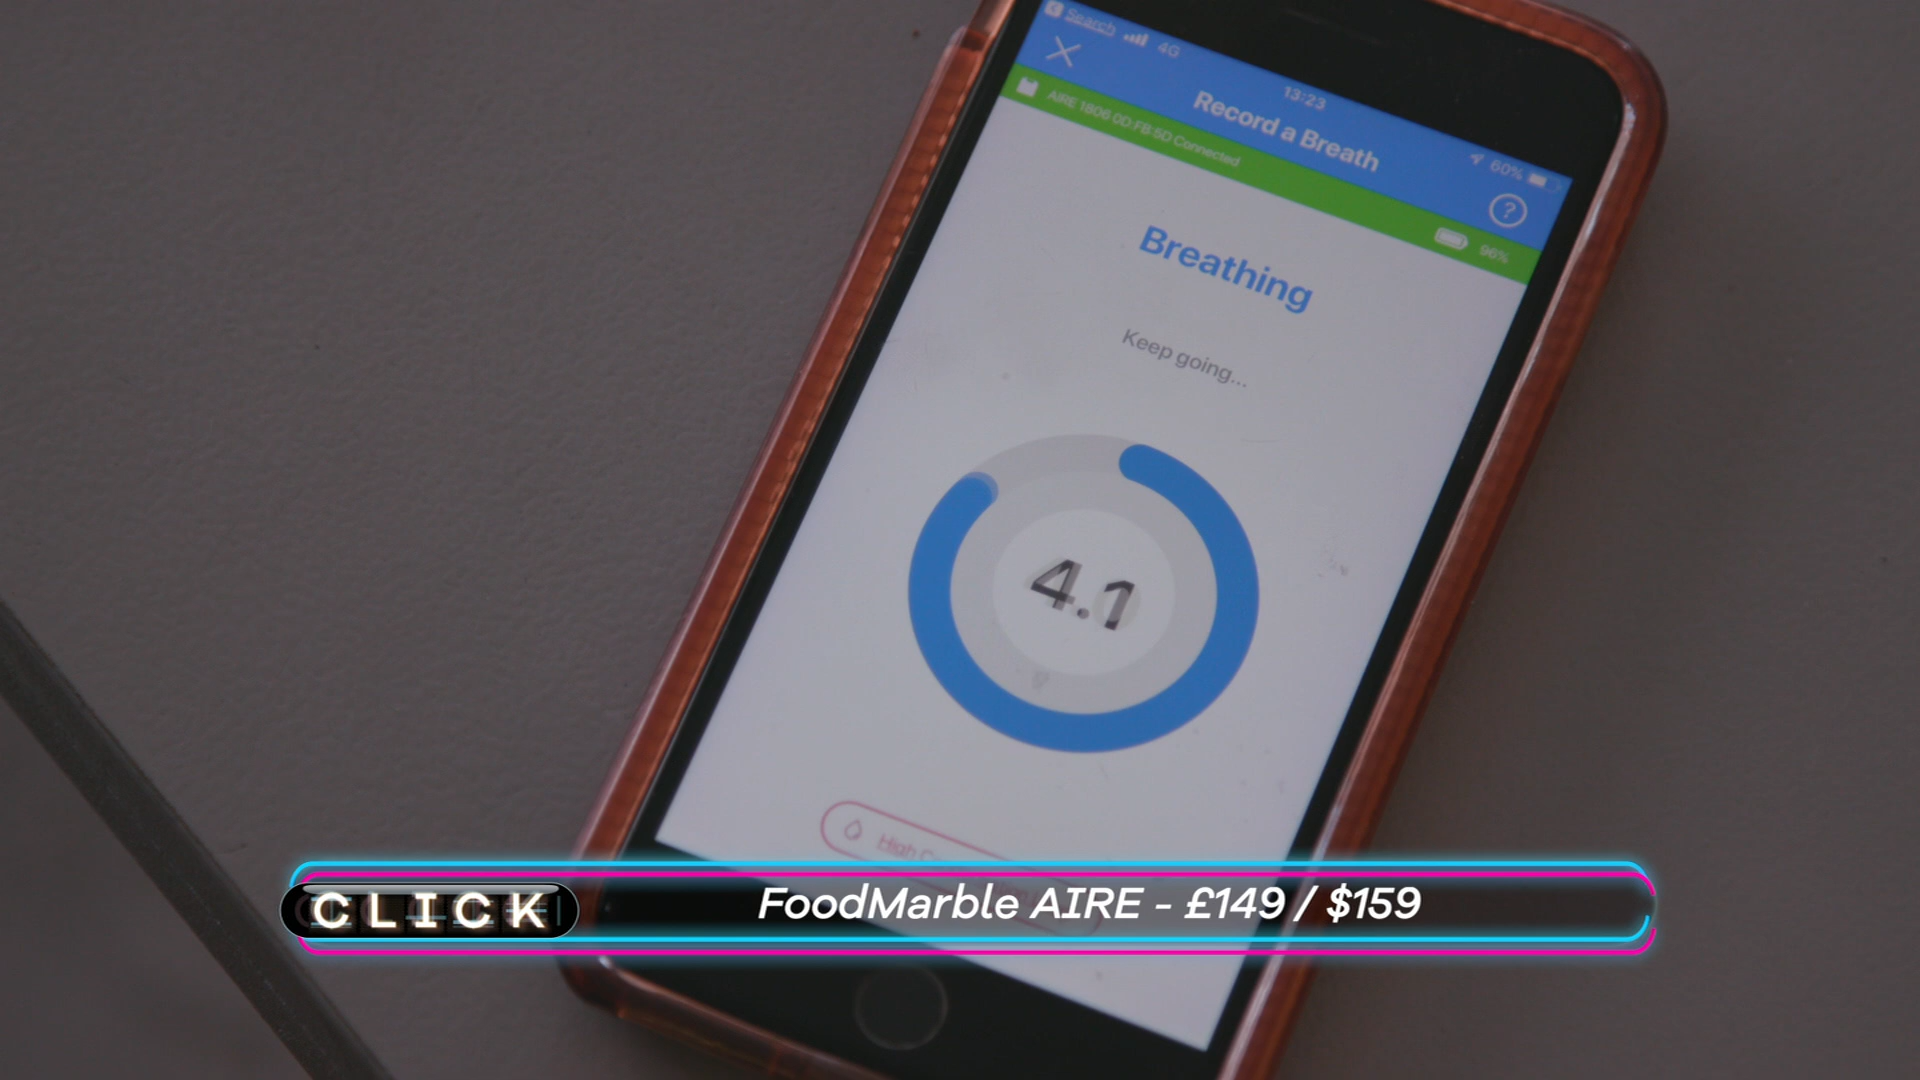 Search 4G
13:23
60%
Record a Breath
?
AIRE 1806 0D:FB:5D Connected
96%
Breathing
Keep going...
4.1
High
CLICK
FoodMarble AIRE - £149 / $159